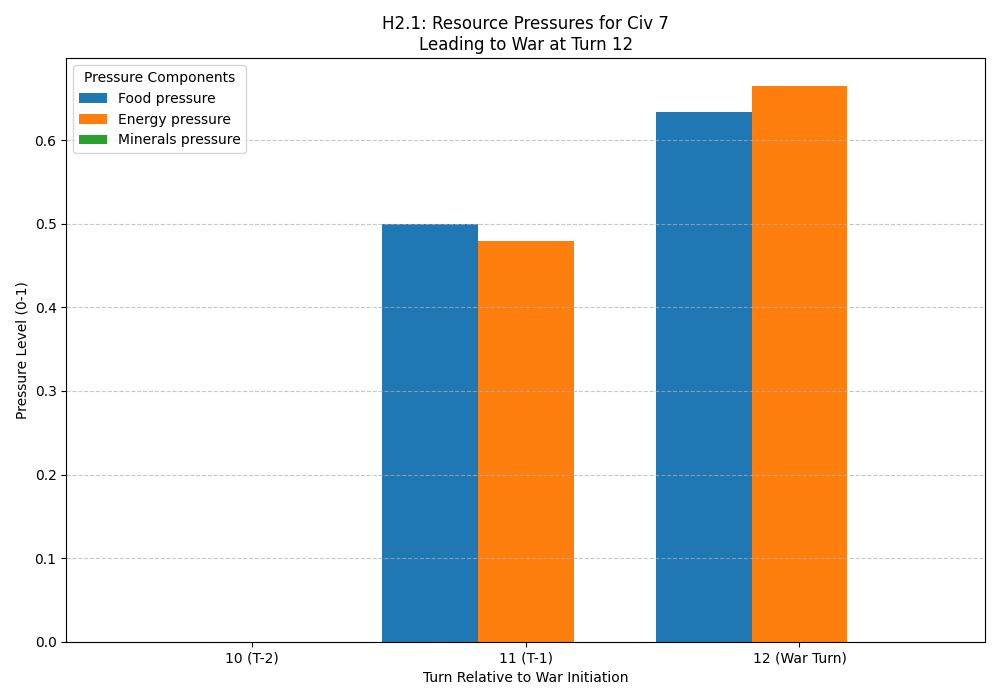 H2.1: Resource Pressures for Civ 7
Leading to War at Turn 12
Pressure Components
Food pressure
Energy pressure
Minerals pressure
Pressure Level (0-1)
0.6
0.5
0.4
0.3
0.2
0.1
0.0
10 (T-2)
11 (T-1)
12 (War Turn)
Turn Relative to War Initiation